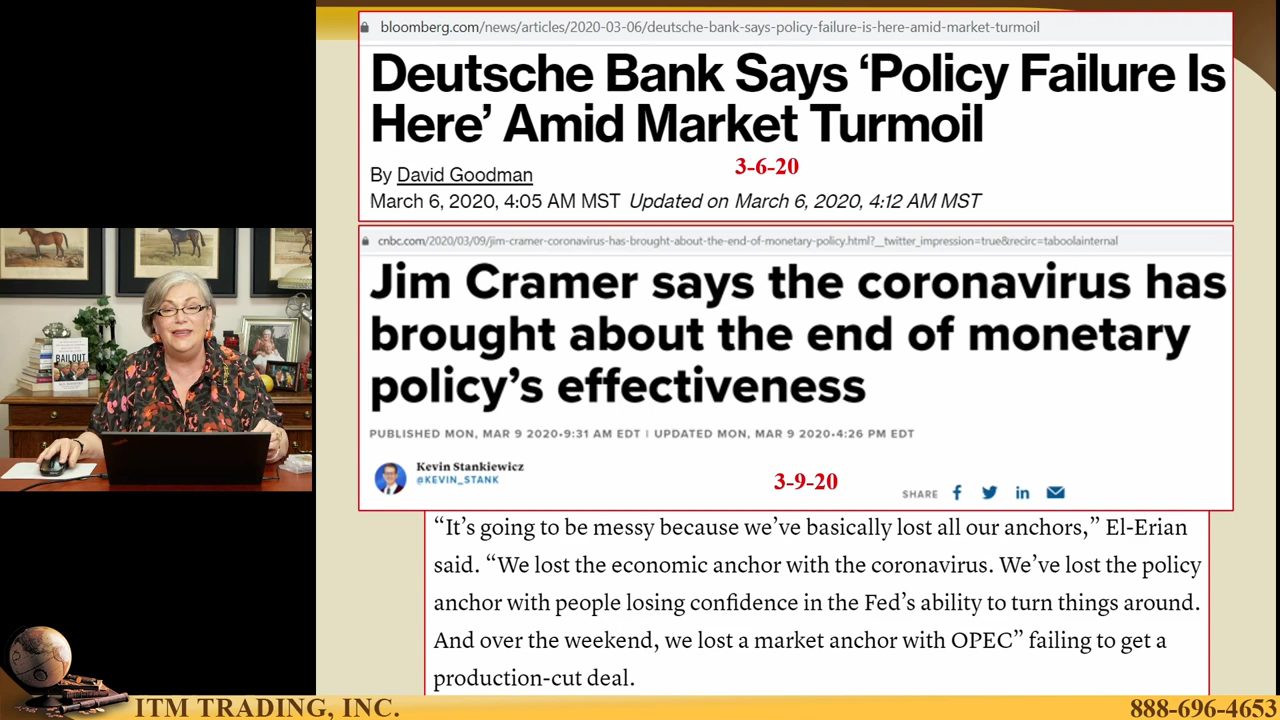 bloomberg.com/news/articles/2020-03-06/deutsche-bank-says-policy-failure-is-here-amid-market-turmoil
Deutsche Bank Says ‘Policy Failure Is
Here’ Amid Market Turmoil
3-6-20
By David Goodman
March 6, 2020, 4:05 AM MST Updated on March 6, 2020, 4:12 AM MST
cnbc.com/2020/03/09/jim-cramer-coronavirus-has-brought-about-the-end-of-monetary-policy.html?__twitter_impression=true&recirc=taboolainternal
Jim Cramer says the coronavirus has
brought about the end of monetary
policy’s effectiveness
PUBLISHED MON, MAR 9 2020•9:31 AM EDT | UPDATED MON, MAR 9 2020•4:26 PM EDT
Kevin Stankiewicz
@KEVIN_STANK
3-9-20
SHARE
“It’s going to be messy because we’ve basically lost all our anchors,” El-Erian
said. “We lost the economic anchor with the coronavirus. We’ve lost the policy
anchor with people losing confidence in the Fed’s ability to turn things around.
And over the weekend, we lost a market anchor with OPEC” failing to get a
production-cut deal.
BAILOUT
ITM TRADING, INC.
888-696-4653